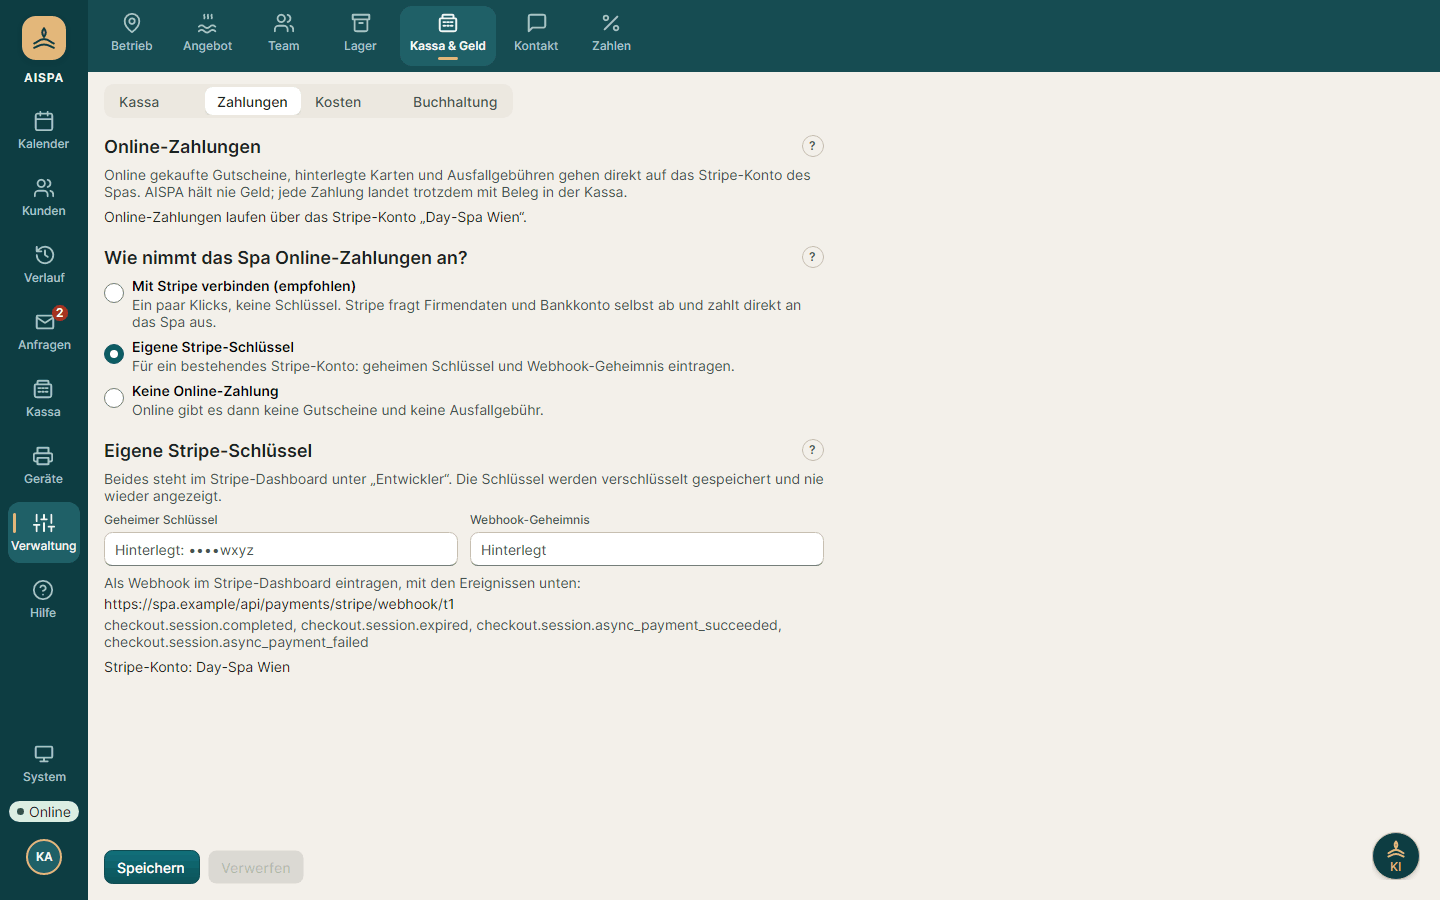 AISPA
Kalender
Kunden
Verlauf
2
Anfragen
Kassa
Geräte
Verwaltung
Hilfe
System
Online
KA
Betrieb
Angebot
Team
Lager
Kassa & Geld
Kontakt
Zahlen
Kassa
Zahlungen
Kosten
Buchhaltung
Online-Zahlungen
?
Online gekaufte Gutscheine, hinterlegte Karten und Ausfallgebühren gehen direkt auf das Stripe-Konto des
Spas. AISPA hält nie Geld; jede Zahlung landet trotzdem mit Beleg in der Kassa.
Online-Zahlungen laufen über das Stripe-Konto „Day-Spa Wien“.
Wie nimmt das Spa Online-Zahlungen an?
?
Mit Stripe verbinden (empfohlen)
Ein paar Klicks, keine Schlüssel. Stripe fragt Firmendaten und Bankkonto selbst ab und zahlt direkt an
das Spa aus.
Eigene Stripe-Schlüssel
Für ein bestehendes Stripe-Konto: geheimen Schlüssel und Webhook-Geheimnis eintragen.
Keine Online-Zahlung
Online gibt es dann keine Gutscheine und keine Ausfallgebühr.
Eigene Stripe-Schlüssel
?
Beides steht im Stripe-Dashboard unter „Entwickler“. Die Schlüssel werden verschlüsselt gespeichert und nie
wieder angezeigt.
Geheimer Schlüssel
Webhook-Geheimnis
Hinterlegt: ••••wxyz
Hinterlegt
Als Webhook im Stripe-Dashboard eintragen, mit den Ereignissen unten:
https://spa.example/api/payments/stripe/webhook/t1
checkout.session.completed, checkout.session.expired, checkout.session.async_payment_succeeded,
checkout.session.async_payment_failed
Stripe-Konto: Day-Spa Wien
Speichern
Verwerfen
KI